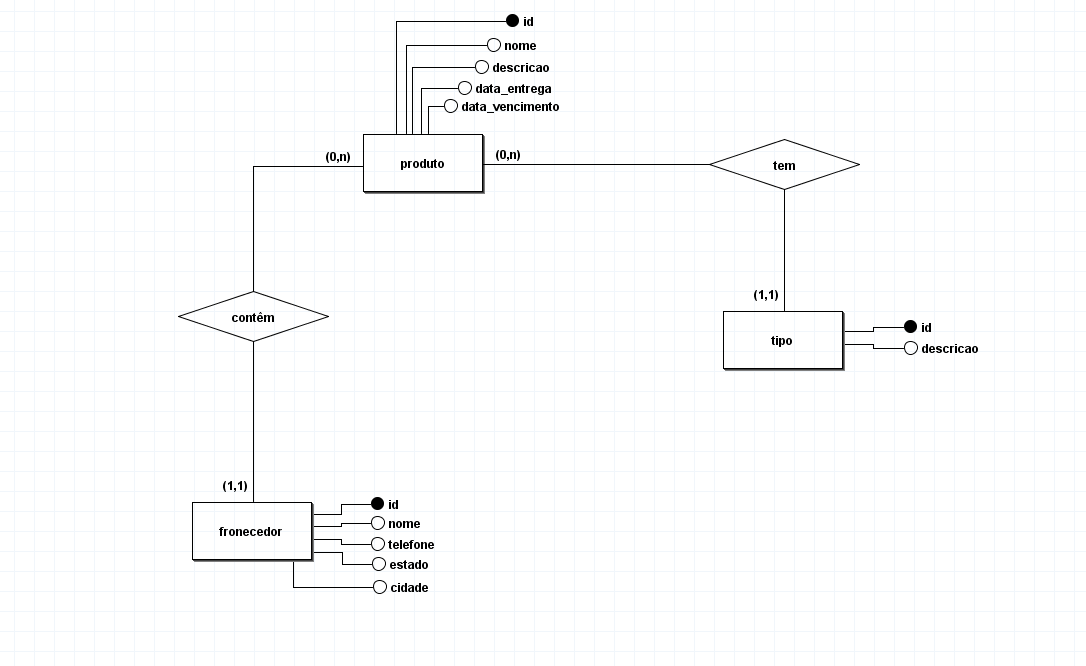 id
nome
descricao
data_entrega
data_vencimento
(0,n)
produto
(0,n)
tem
(1,1)
contêm
tipo
id
descricao
(1,1)
fronecedor
id
nome
telefone
estado
cidade